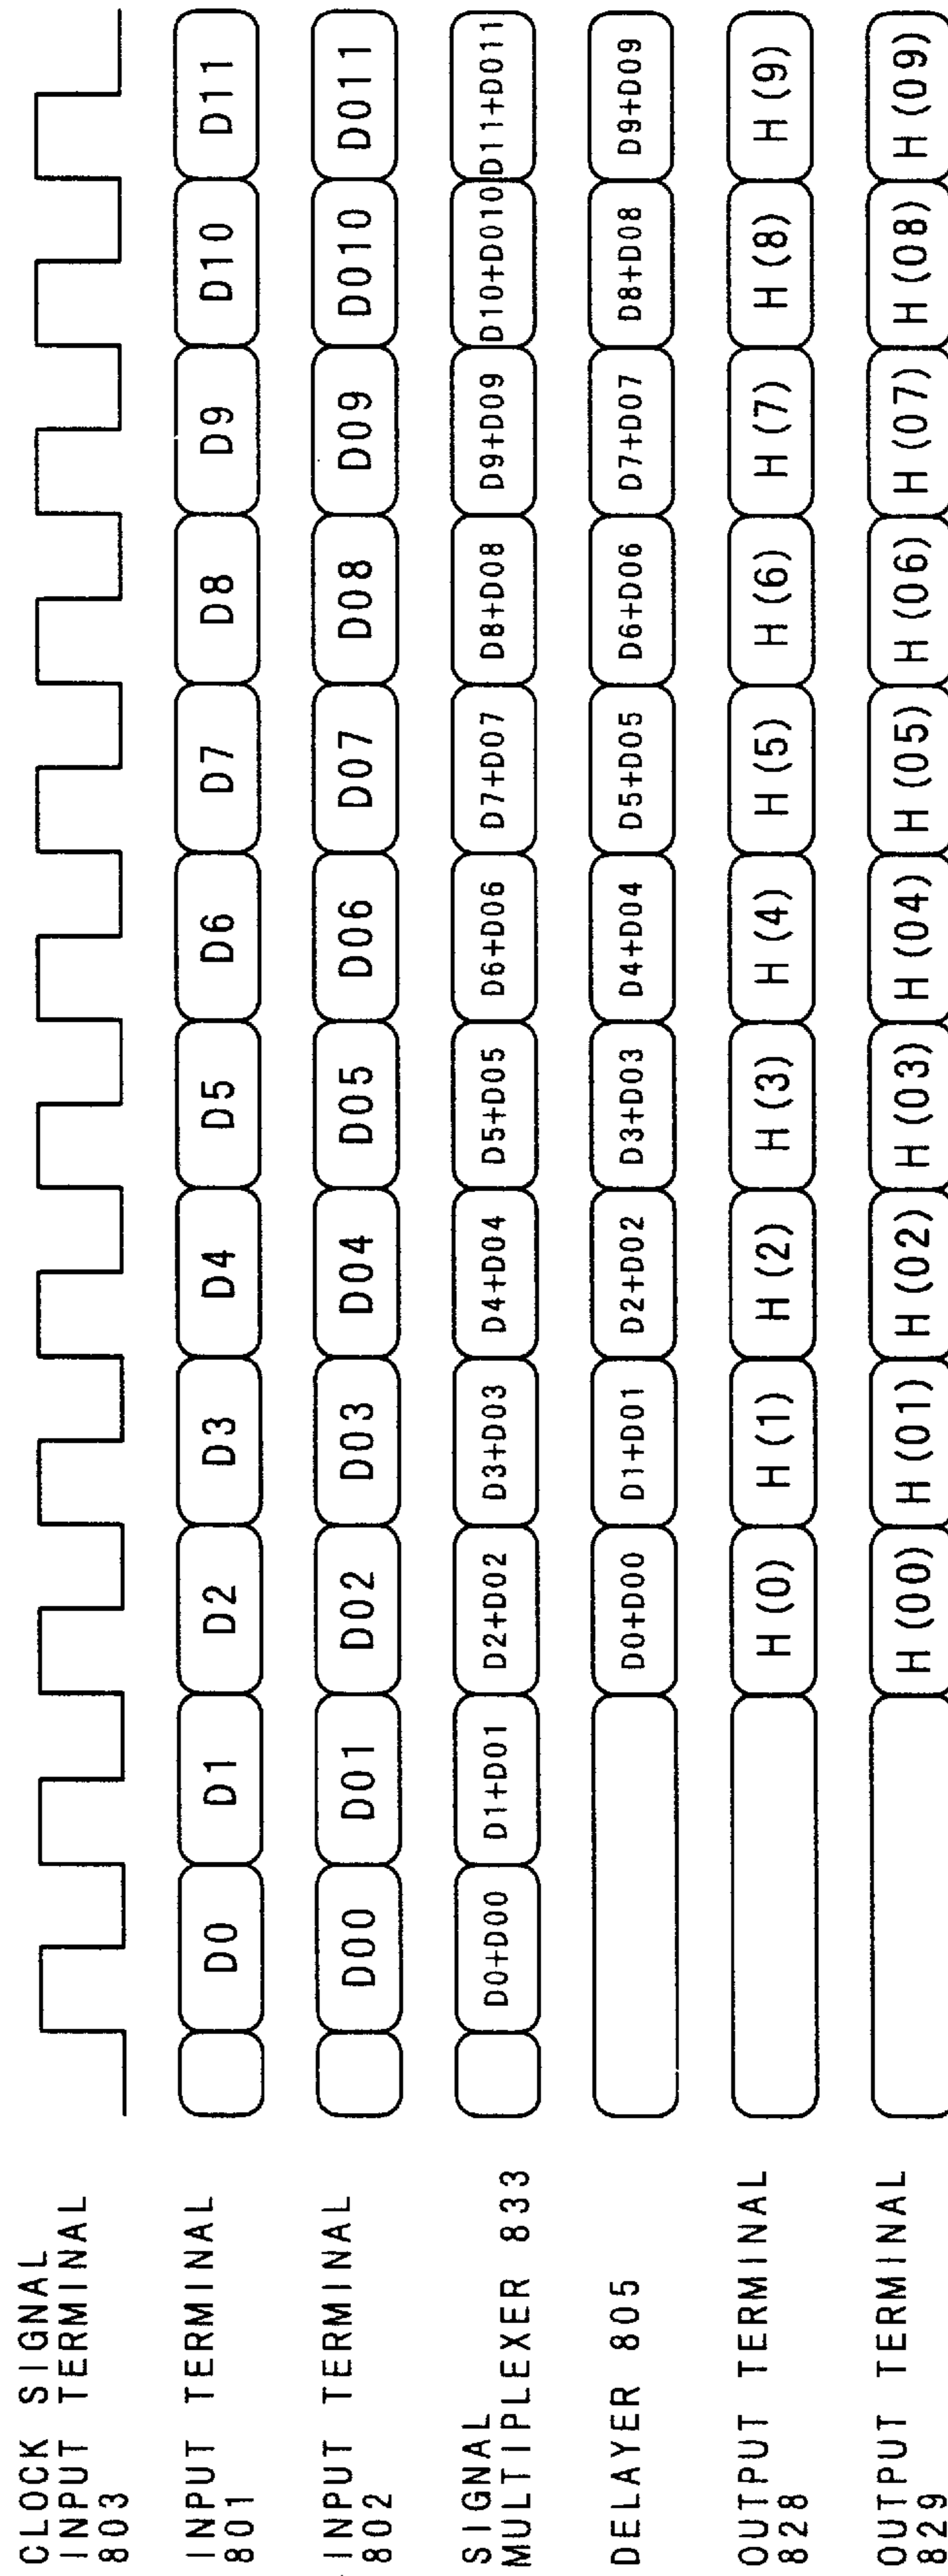 CLOCK SIGNAL
INPUT TERMINAL
803
INPUT TERMINAL
801
D0 D1 D2 D3 D4 D5 D6 D7 D8 D9 D10 D11
INPUT TERMINAL
802
D00 D01 D02 D03 D04 D05 D06 D07 D08 D09 D010 D011
SIGNAL
MULTIPLEXER 833
D0+D00 D1+D01 D2+D02 D3+D03 D4+D04 D5+D05 D6+D06 D7+D07 D8+D08 D9+D09 D10+D010 D11+D011
DELAYER 805
D0+D00 D1+D01 D2+D02 D3+D03 D4+D04 D5+D05 D6+D06 D7+D07 D8+D08 D9+D09
OUTPUT TERMINAL
828
H(0) H(1) H(2) H(3) H(4) H(5) H(6) H(7) H(8) H(9)
OUTPUT TERMINAL
829
H(00) H(01) H(02) H(03) H(04) H(05) H(06) H(07) H(08) H(09)